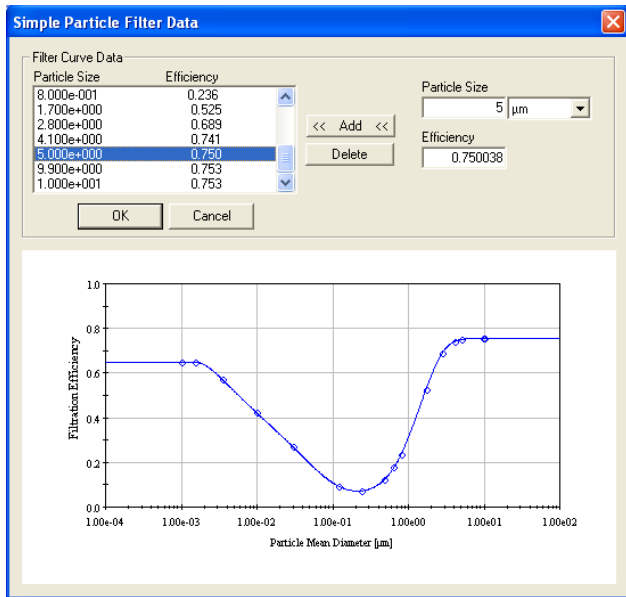 Simple Particle Filter Data
Filter Curve Data
Particle Size Efficiency
8.000e-001 0.236
1.700e+000 0.525
2.800e+000 0.689
4.100e+000 0.741
5.000e+000 0.750
9.900e+000 0.753
1.000e+001 0.753
<< Add <<
Delete
Particle Size
5 µm
Efficiency
0.750038
OK Cancel
Filtration Efficiency
1.0
0.8
0.6
0.4
0.2
0.0
1.00e-04 1.00e-03 1.00e-02 1.00e-01 1.00e+00 1.00e+01 1.00e+02
Particle Mean Diameter [µm]